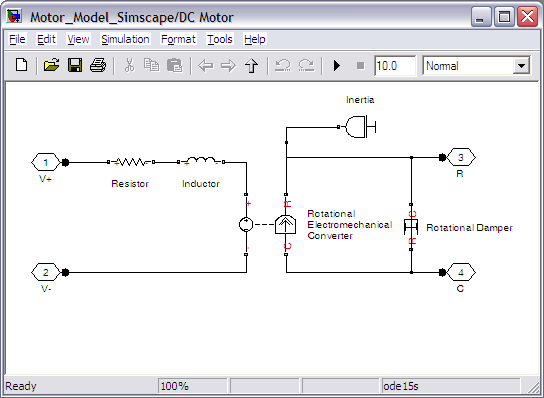 Motor_Model_Simscape/DC Motor
File Edit View Simulation Format Tools Help
10.0 Normal
Inertia
1
V+
+
Resistor
+
Inductor
+
-
R
C
Rotational
Electromechanical
Converter
C
R
Rotational Damper
3
R
2
V-
4
C
Ready 100% ode15s